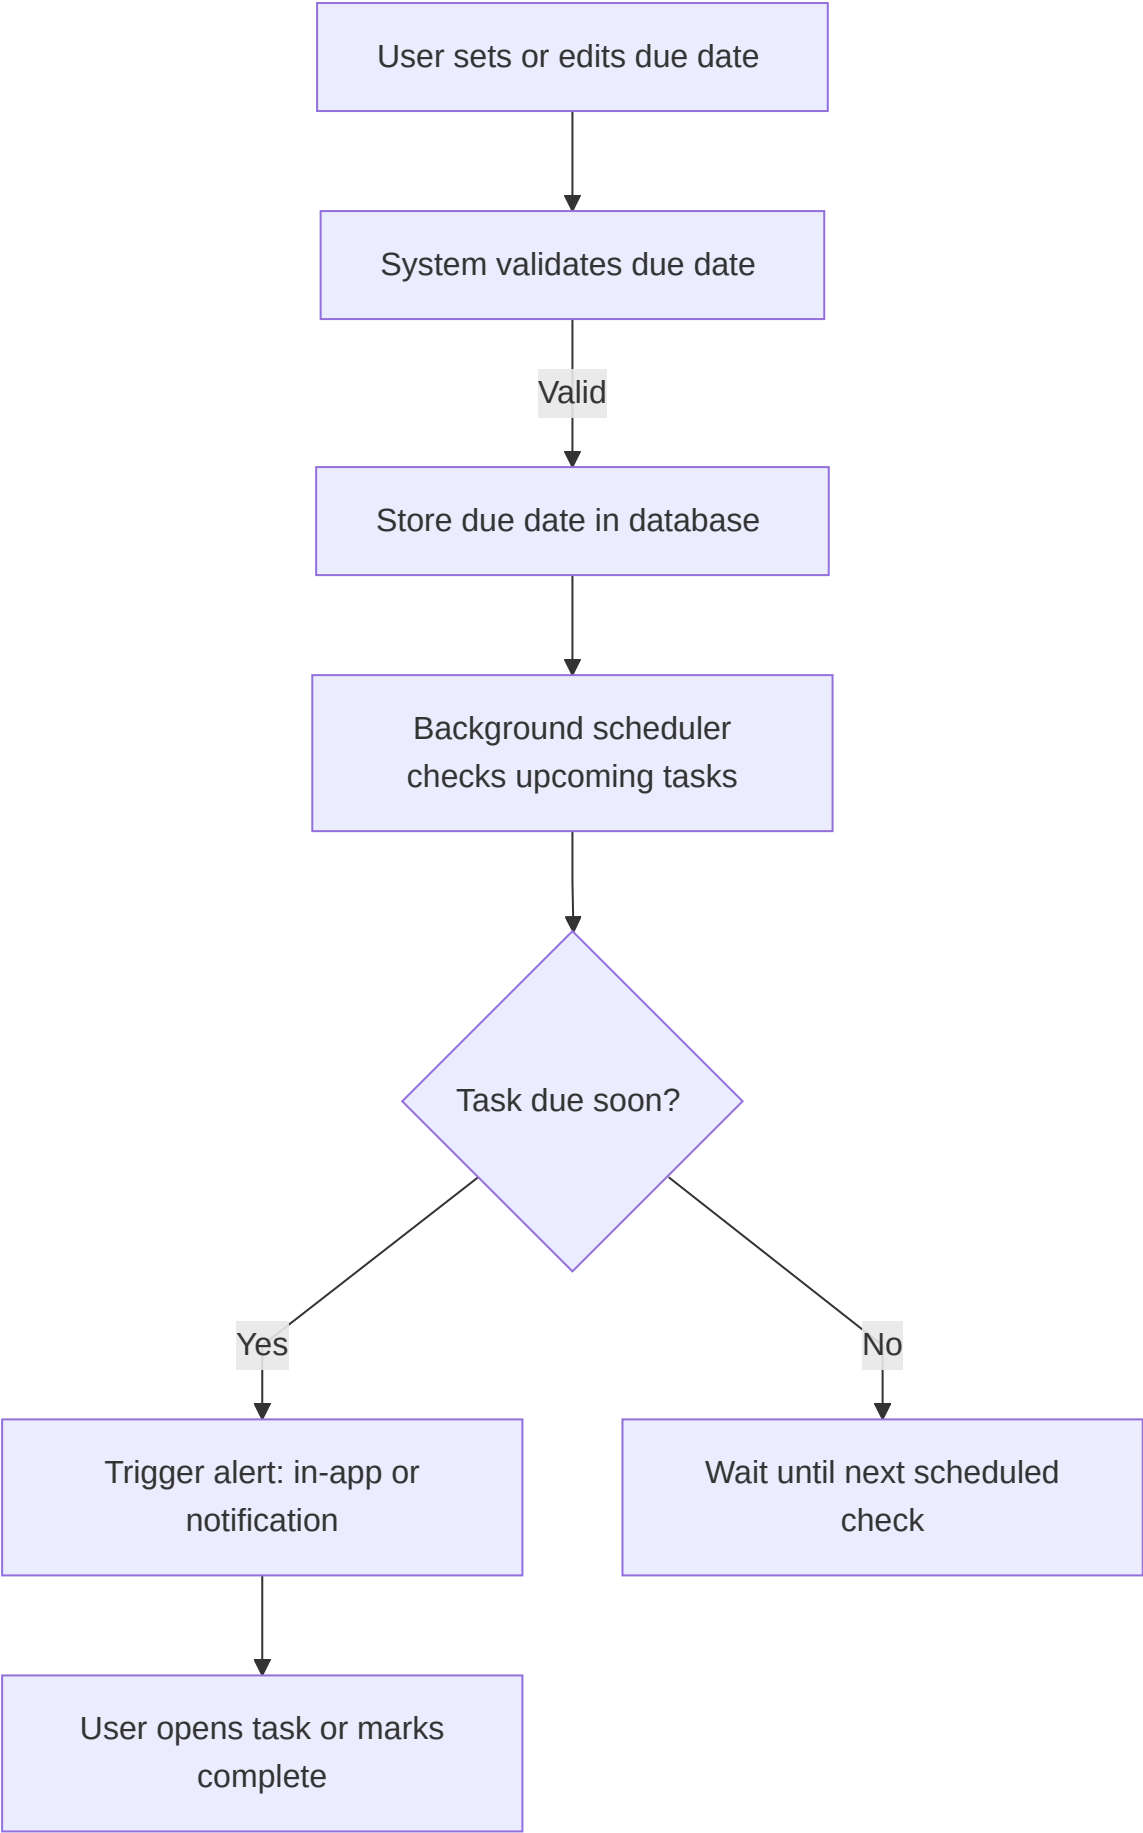 User sets or edits due date
System validates due date
Valid
Store due date in database
Background scheduler
checks upcoming tasks
Task due soon?
Yes
No
Trigger alert: in-app or
notification
Wait until next scheduled
check
User opens task or marks
complete